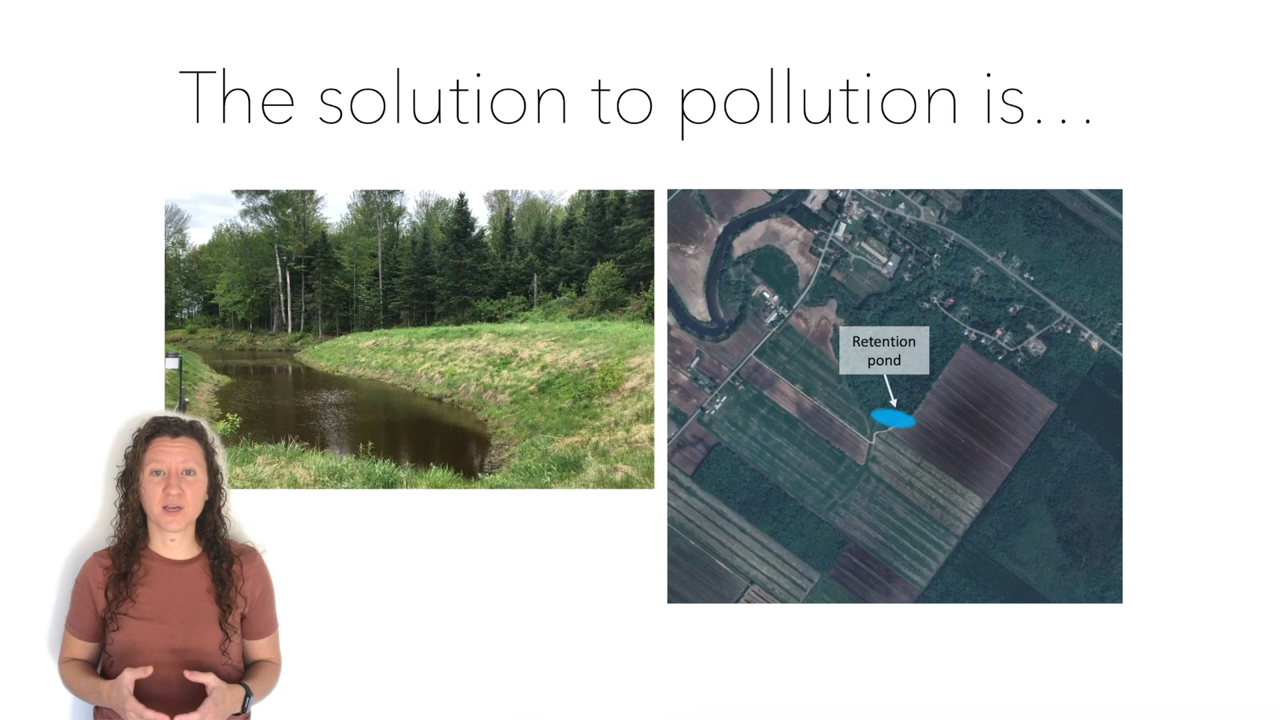 The solution to pollution is…
Retention
pond